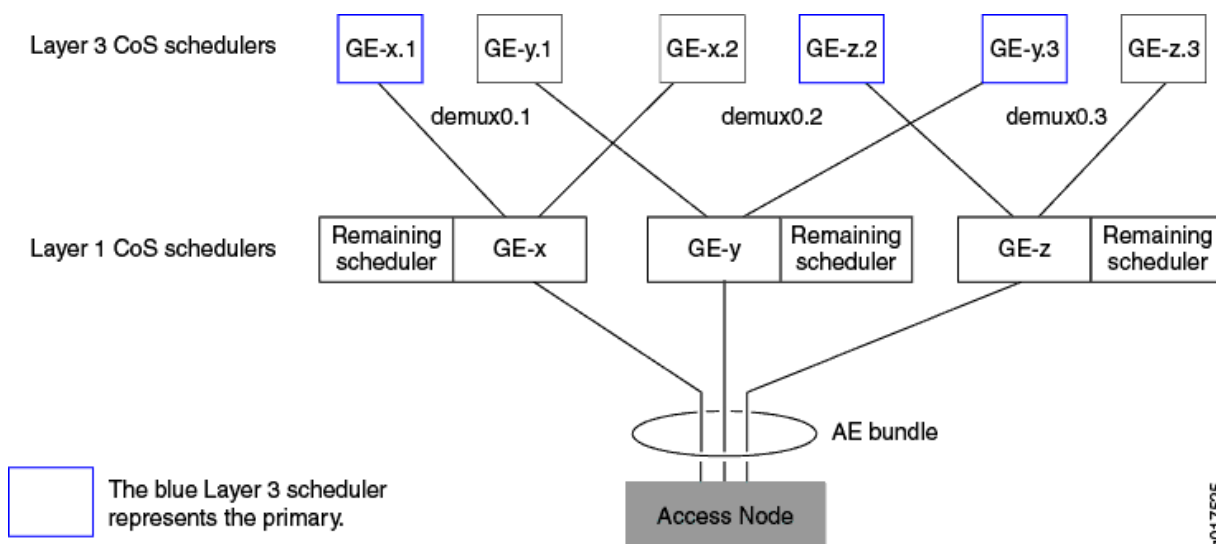 Layer 3 CoS schedulers
GE-x.1
GE-y.1
GE-x.2
GE-z.2
GE-y.3
GE-z.3
demux0.1
demux0.2
demux0.3
Layer 1 CoS schedulers
Remaining
scheduler
GE-x
GE-y
Remaining
scheduler
GE-z
Remaining
scheduler
AE bundle
The blue Layer 3 scheduler
represents the primary.
Access Node